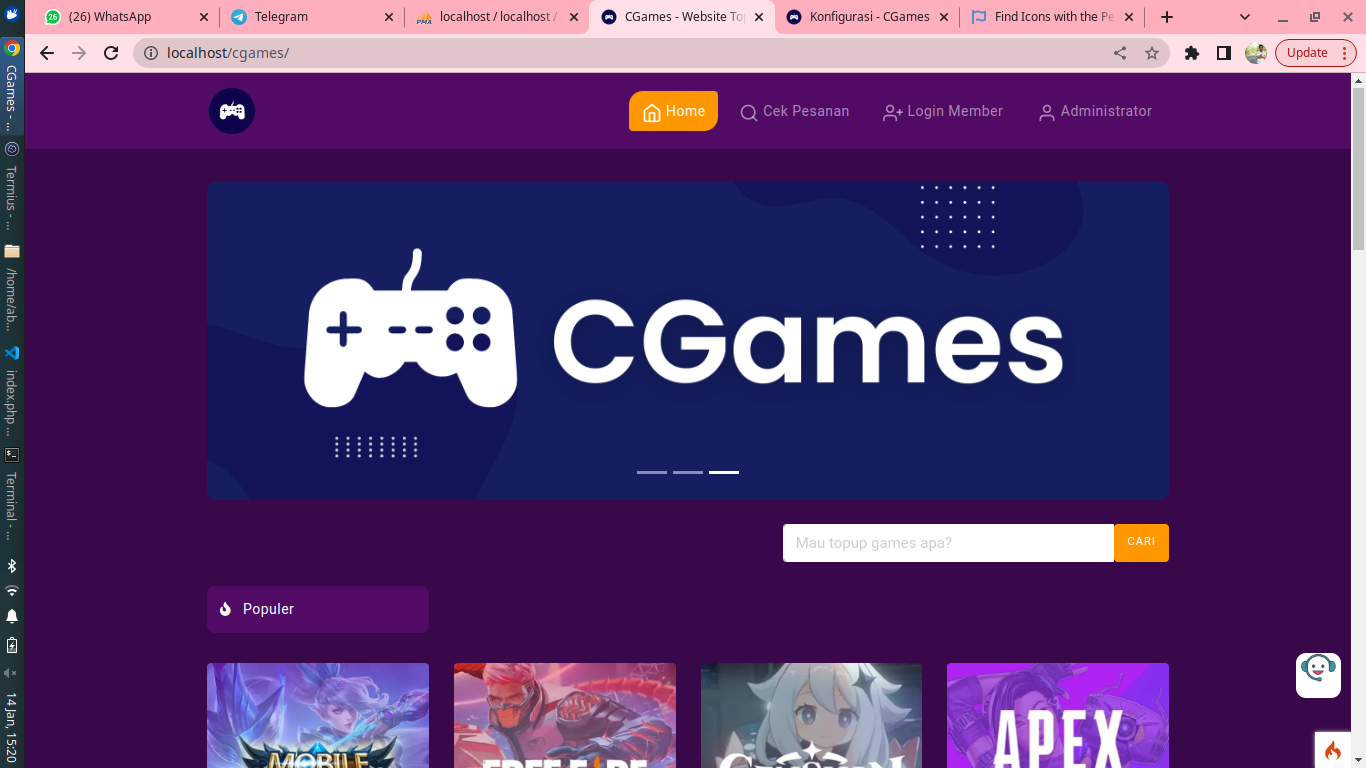 (26) WhatsApp
Telegram
localhost / localhost /
CGames - Website To
Konfigurasi - CGames
Find Icons with the Pe
localhost/cgames/
Update
CGames - ...
Termius - ...
/home/ab...
index.php ...
Terminal - ...
14 Jan, 15:20
Home
Cek Pesanan
Login Member
Administrator
CGames
Mau topup games apa?
CARI
Populer
MOBILE
FREE FIRE
GENSHIN
APEX